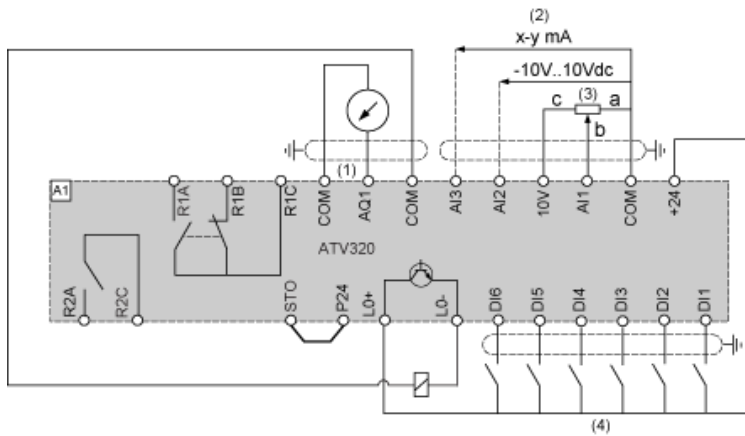 (2)
x-y mA
-10V..10Vdc
(3)
c
a
b
(1)
A1
R1A
R1B
R1C
COM
AQ1
COM
AI3
AI2
10V
AI1
COM
+24
ATV320
R2A
R2C
STO
P24
L0+
L0-
DI6
DI5
DI4
DI3
DI2
DI1
(4)